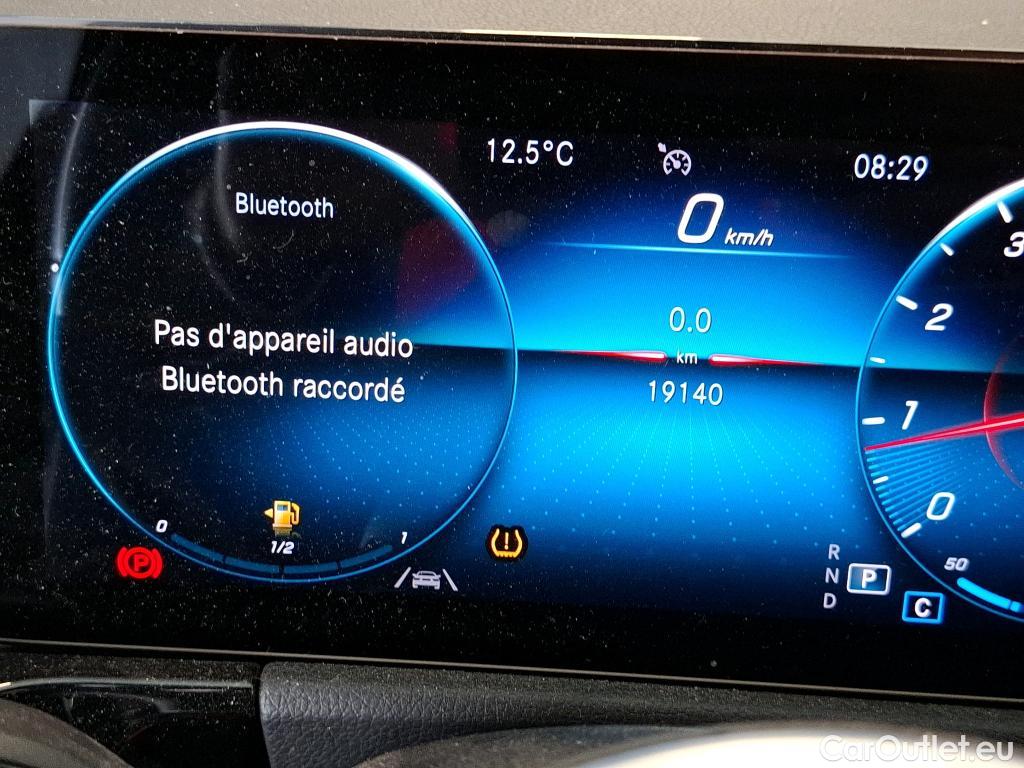 12.5°C
08:29
Bluetooth
0 km/h
3
Pas d'appareil audio
Bluetooth raccordé
0.0
km
19140
2
1
0
0
1/2
1
P
R
N
D
P
C
50
CarOutlet.eu